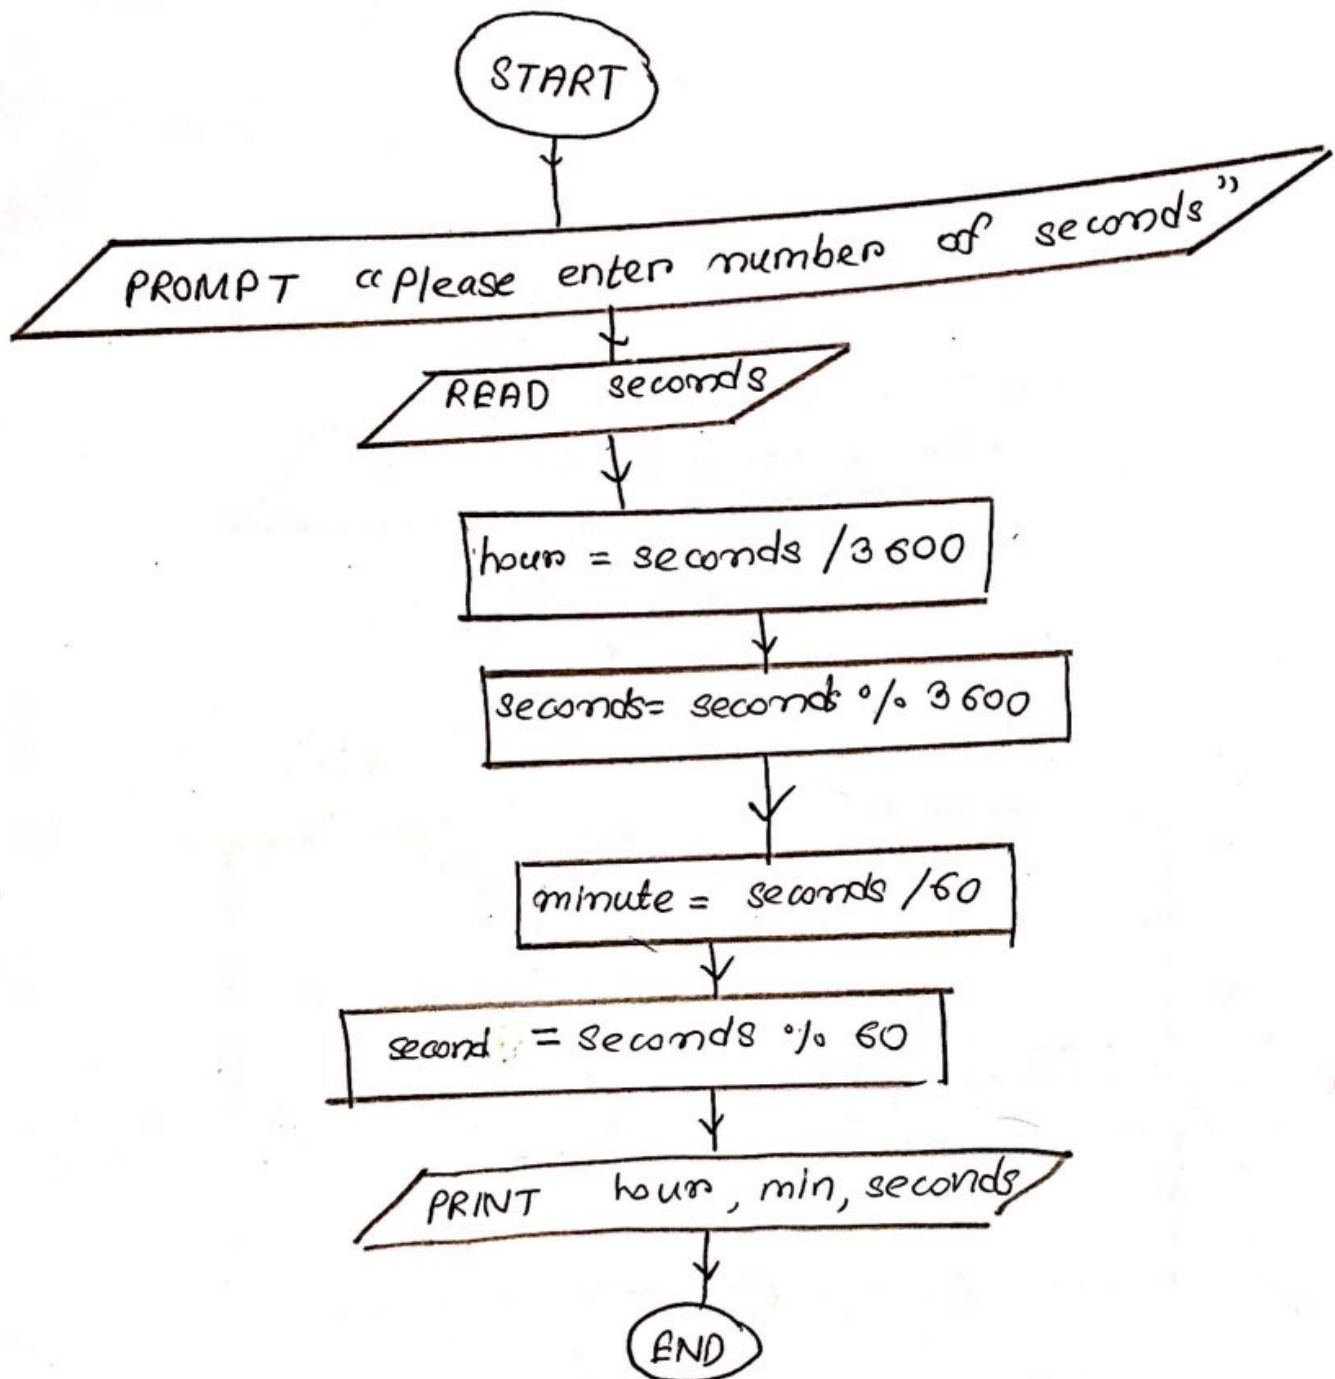 START
PROMPT "Please enter number of seconds"
READ seconds
hour = seconds /3600
seconds= seconds % 3600
minute = seconds /60
second = seconds % 60
PRINT hour, min, seconds
END